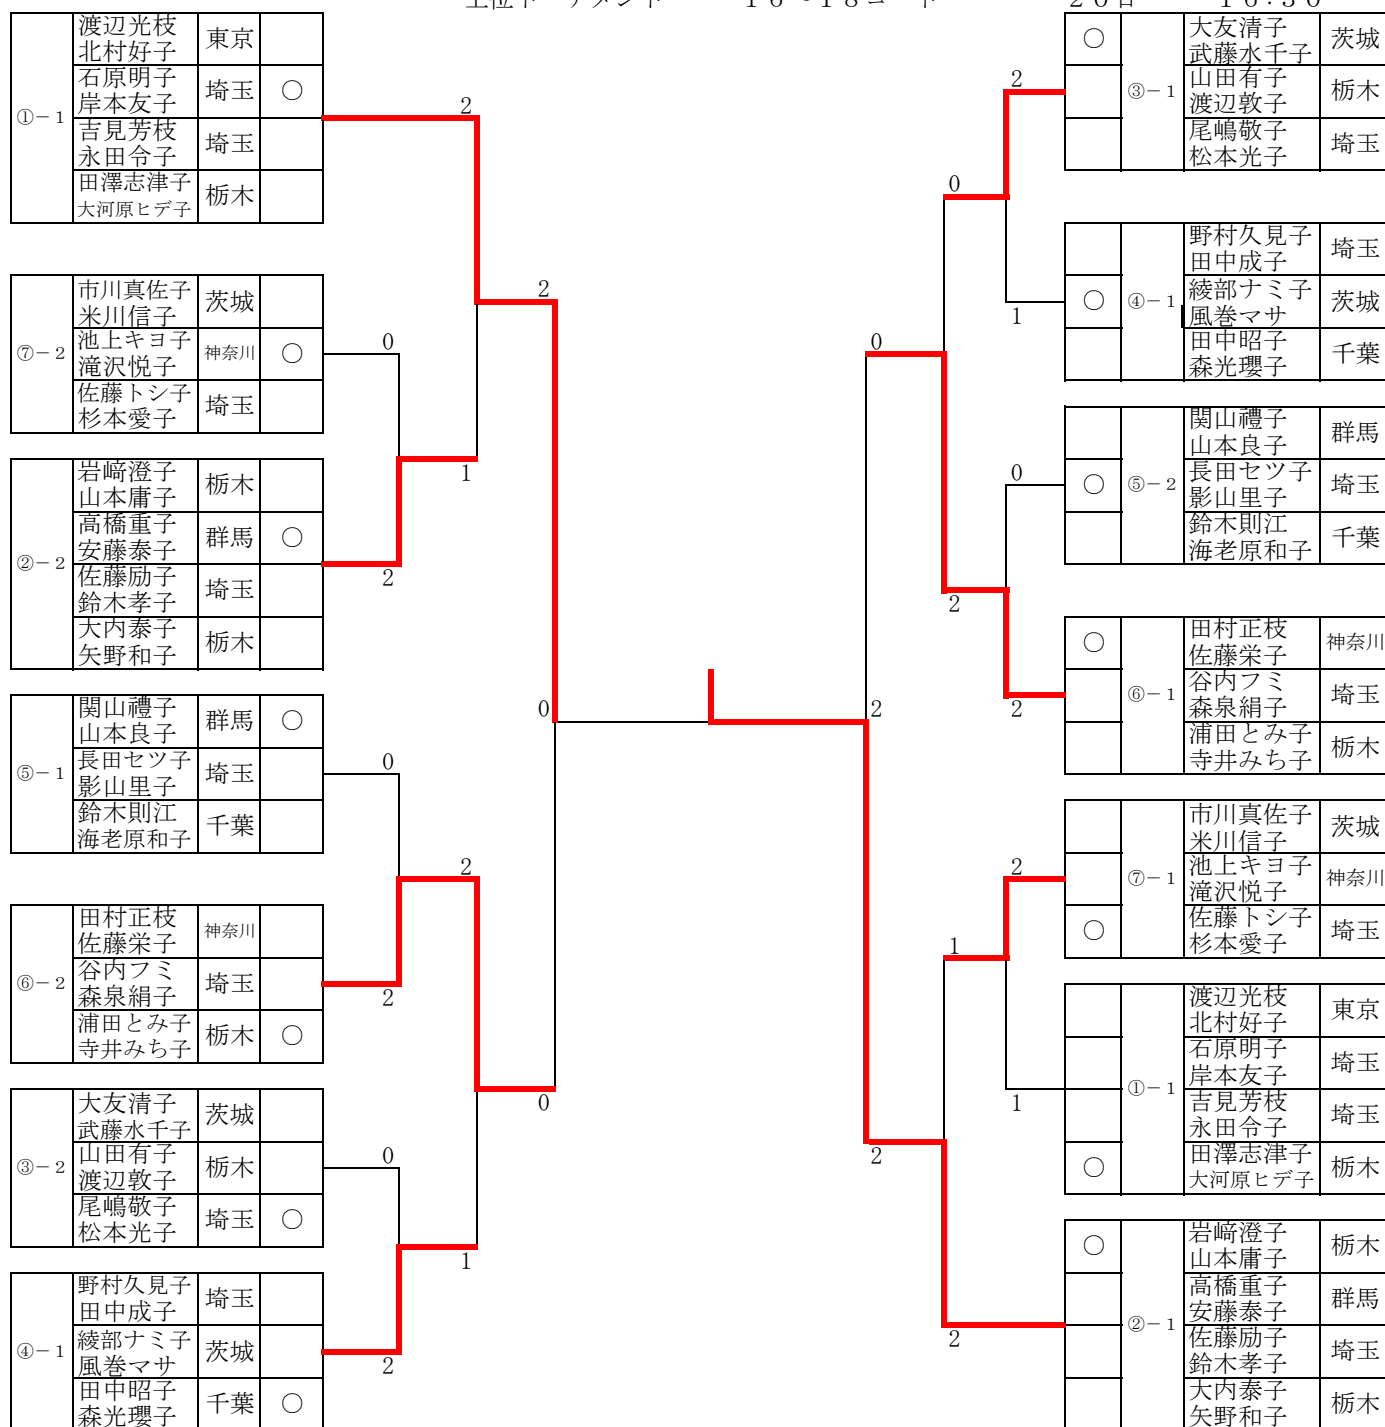 ①－1
渡辺光枝
北村好子
東京
石原明子
岸本友子
埼玉 ○
吉見芳枝
永田令子
埼玉
田澤志津子
大河原ヒデ子
栃木
⑦－2
市川真佐子
米川信子
茨城
池上キヨ子
滝沢悦子
神奈川 ○
佐藤トシ子
杉本愛子
埼玉
②－2
岩﨑澄子
山本庸子
栃木
高橋重子
安藤泰子
群馬 ○
佐藤励子
鈴木孝子
埼玉
大内泰子
矢野和子
栃木
⑤－1
関山禮子
山本良子
群馬 ○
長田セツ子
影山里子
埼玉
鈴木則江
海老原和子
千葉
⑥－2
田村正枝
佐藤栄子
神奈川
谷内フミ
森泉絹子
埼玉
浦田とみ子
寺井みち子
栃木 ○
③－2
大友清子
武藤水千子
茨城
山田有子
渡辺敦子
栃木
尾嶋敬子
松本光子
埼玉 ○
④－1
野村久見子
田中成子
埼玉
綾部ナミ子
風巻マサ
茨城
田中昭子
森光瓔子
千葉 ○
2
0
2
1
2
0
2
0
2
0
1
2
0
2
0
1
0
0
2
2
2
2
1
1
2
2
○ ③－1
大友清子
武藤水千子
茨城
山田有子
渡辺敦子
栃木
尾嶋敬子
松本光子
埼玉
④－1
野村久見子
田中成子
埼玉
○
綾部ナミ子
風巻マサ
茨城
田中昭子
森光瓔子
千葉
⑤－2
関山禮子
山本良子
群馬
○
長田セツ子
影山里子
埼玉
鈴木則江
海老原和子
千葉
○ ⑥－1
田村正枝
佐藤栄子
神奈川
谷内フミ
森泉絹子
埼玉
浦田とみ子
寺井みち子
栃木
⑦－1
市川真佐子
米川信子
茨城
池上キヨ子
滝沢悦子
神奈川
○
佐藤トシ子
杉本愛子
埼玉
①－1
渡辺光枝
北村好子
東京
石原明子
岸本友子
埼玉
吉見芳枝
永田令子
埼玉
○
田澤志津子
大河原ヒデ子
栃木
○ ②－1
岩﨑澄子
山本庸子
栃木
高橋重子
安藤泰子
群馬
佐藤励子
鈴木孝子
埼玉
大内泰子
矢野和子
栃木